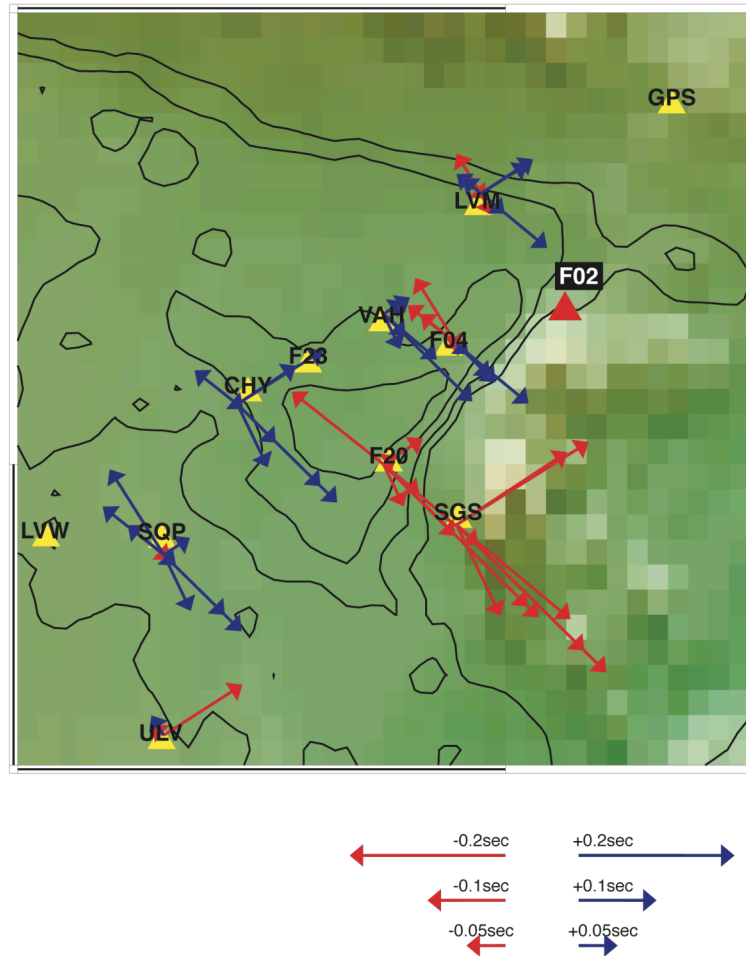 GPS
LVM
F02
VAH
F04
F23
CHY
F20
SGS
LVW
SQP
ULV
-0.2sec +0.2sec
-0.1sec +0.1sec
-0.05sec +0.05sec